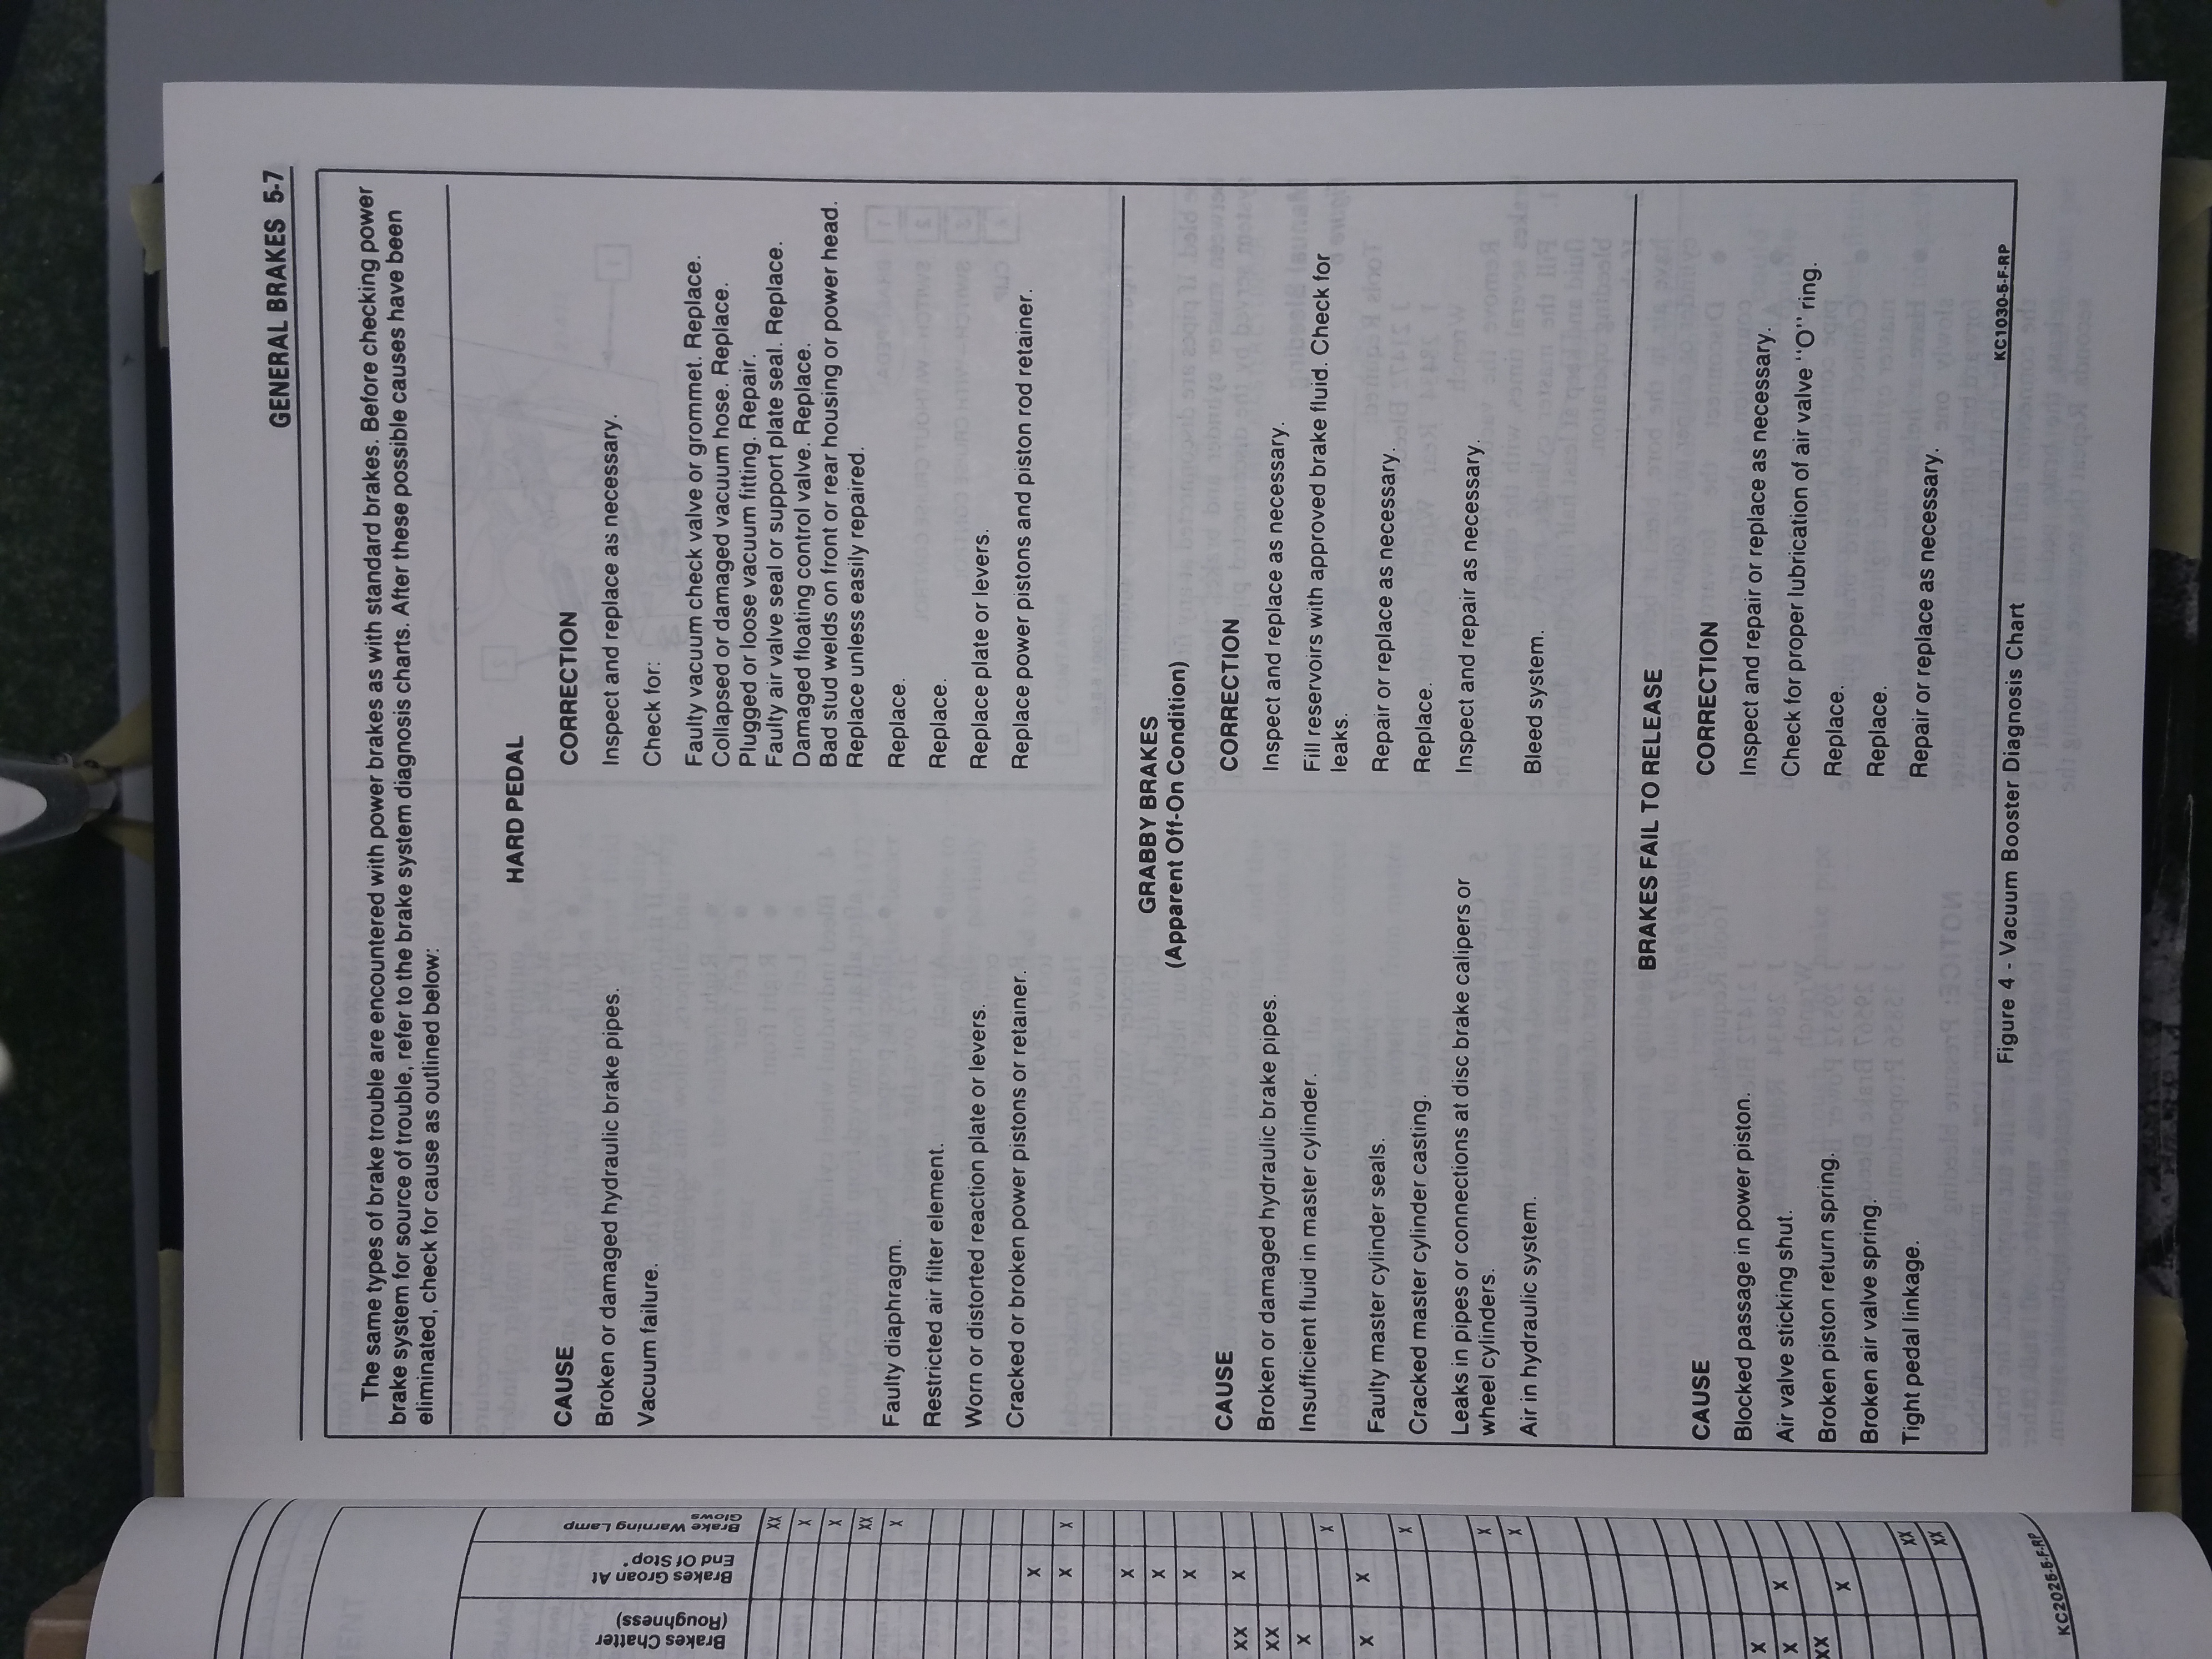 GENERAL BRAKES 5-7
The same types of brake trouble are encountered with power brakes as with standard brakes. Before checking power
brake system for source of trouble, refer to the brake system diagnosis charts. After these possible causes have been
eliminated, check for cause as outlined below:
HARD PEDAL
CAUSE CORRECTION
Broken or damaged hydraulic brake pipes. Inspect and replace as necessary.
Vacuum failure. Check for:
Faulty vacuum check valve or grommet. Replace.
Collapsed or damaged vacuum hose. Replace.
Plugged or loose vacuum fitting. Repair.
Faulty air valve seal or support plate seal. Replace.
Damaged floating control valve. Replace.
Bad stud welds on front or rear housing or power head.
Replace unless easily repaired.
Faulty diaphragm. Replace.
Restricted air filter element. Replace.
Worn or distorted reaction plate or levers. Replace plate or levers.
Cracked or broken power pistons or retainer. Replace power pistons and piston rod retainer.
GRABBY BRAKES
(Apparent Off-On Condition)
CAUSE CORRECTION
Broken or damaged hydraulic brake pipes. Inspect and replace as necessary.
Insufficient fluid in master cylinder. Fill reservoirs with approved brake fluid. Check for
leaks.
Faulty master cylinder seals. Repair or replace as necessary.
Cracked master cylinder casting. Replace.
Leaks in pipes or connections at disc brake calipers or Inspect and repair as necessary.
wheel cylinders.
Air in hydraulic system. Bleed system.
BRAKES FAIL TO RELEASE
CAUSE CORRECTION
Blocked passage in power piston. Inspect and repair or replace as necessary.
Air valve sticking shut. Check for proper lubrication of air valve "O" ring.
Broken piston return spring. Replace.
Broken air valve spring. Replace.
Tight pedal linkage. Repair or replace as necessary.
KC1030-5-F-RP
Figure 4 - Vacuum Booster Diagnosis Chart
Brakes Chatter
(Roughness)
Brakes Groan At
End Of Stop*
Brake Warning Lamp
Glows
XX
X
X
XX
X
X
X X
X
X
X
XX X
XX
X X
X X
X
X
X
X
X X
XX X
XX
XX
KC2025-5-F-RP